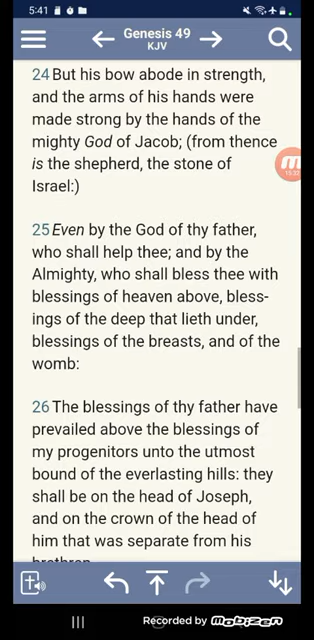 5:41
Genesis 49
KJV
24 But his bow abode in strength,
and the arms of his hands were
made strong by the hands of the
mighty God of Jacob; (from thence
is the shepherd, the stone of
Israel:)
25 Even by the God of thy father,
who shall help thee; and by the
Almighty, who shall bless thee with
blessings of heaven above, bless-
ings of the deep that lieth under,
blessings of the breasts, and of the
womb:
26 The blessings of thy father have
prevailed above the blessings of
my progenitors unto the utmost
bound of the everlasting hills: they
shall be on the head of Joseph,
and on the crown of the head of
him that was separate from his
brethren
Recorded by mobizen